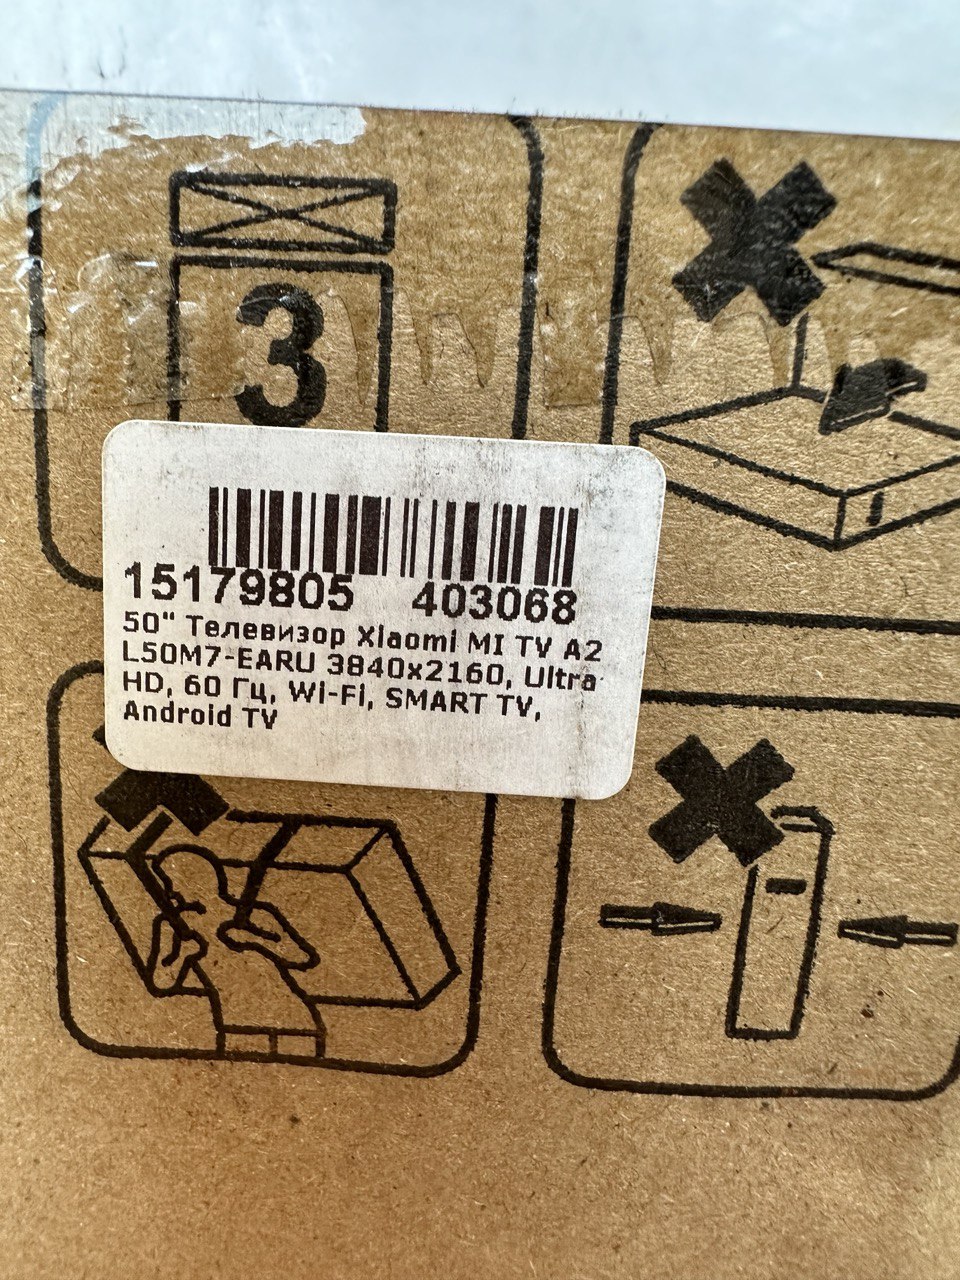 3
15179805 403068
50" Телевизор Xiaomi MI TV A2
L50M7-EARU 3840x2160, Ultra
HD, 60 Гц, Wi-Fi, SMART TV,
Android TV